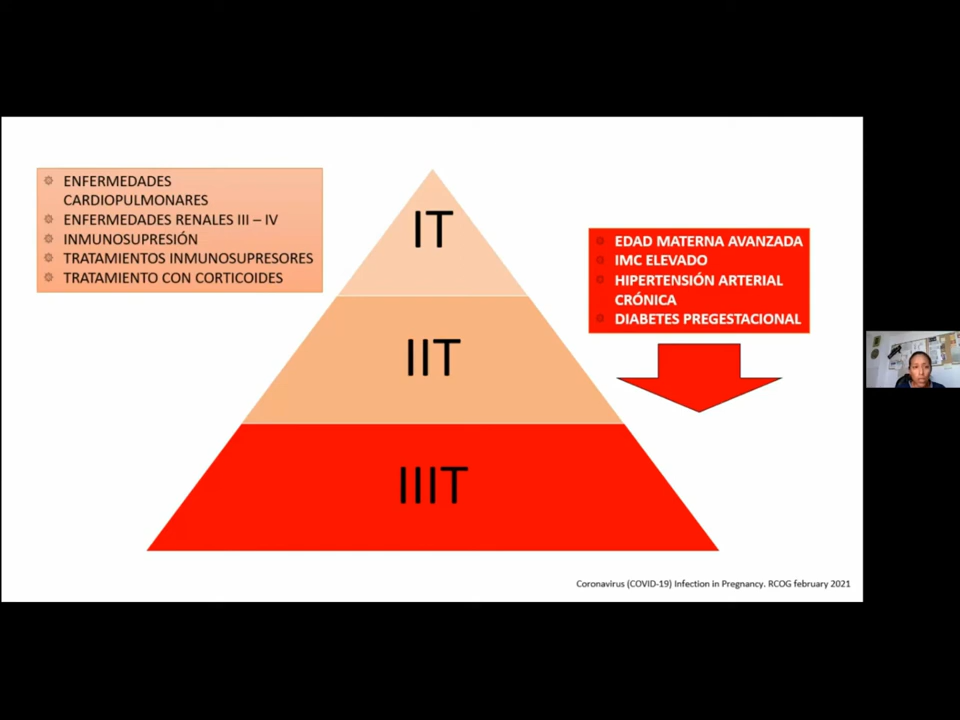 ENFERMEDADES
CARDIOPULMONARES
ENFERMEDADES RENALES III – IV
INMUNOSUPRESIÓN
TRATAMIENTOS INMUNOSUPRESORES
TRATAMIENTO CON CORTICOIDES
IT
IIT
IIIT
EDAD MATERNA AVANZADA
IMC ELEVADO
HIPERTENSIÓN ARTERIAL
CRÓNICA
DIABETES PREGESTACIONAL
Coronavirus (COVID-19) Infection in Pregnancy. RCOG february 2021